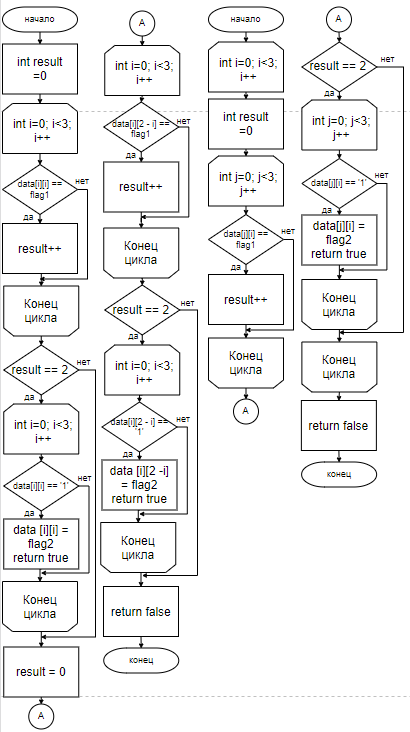 начало
int result
=0
int i=0; i<3;
i++
data[i][i] ==
flag1
нет
да
result++
Конец
цикла
result == 2
нет
да
int i=0; i<3;
i++
data[i][i] == '1'
нет
да
data [i][i] =
flag2
return true
Конец
цикла
result = 0
A
A
int i=0; i<3;
i++
data[i][2 - i] ==
flag1
нет
да
result++
Конец
цикла
result == 2
нет
да
int i=0; i<3;
i++
data[i][2 - i] ==
'1'
нет
да
data [i][2 -i]
= flag2
return true
Конец
цикла
return false
конец
начало
int i=0; i<3;
i++
int result
=0
int j=0; j<3;
j++
data[j][i] ==
flag1
нет
да
result++
Конец
цикла
A
A
result == 2
нет
да
int j=0; j<3;
j++
data[j][i] == '1'
нет
да
data[j][i] =
flag2
return true
Конец
цикла
Конец
цикла
return false
конец